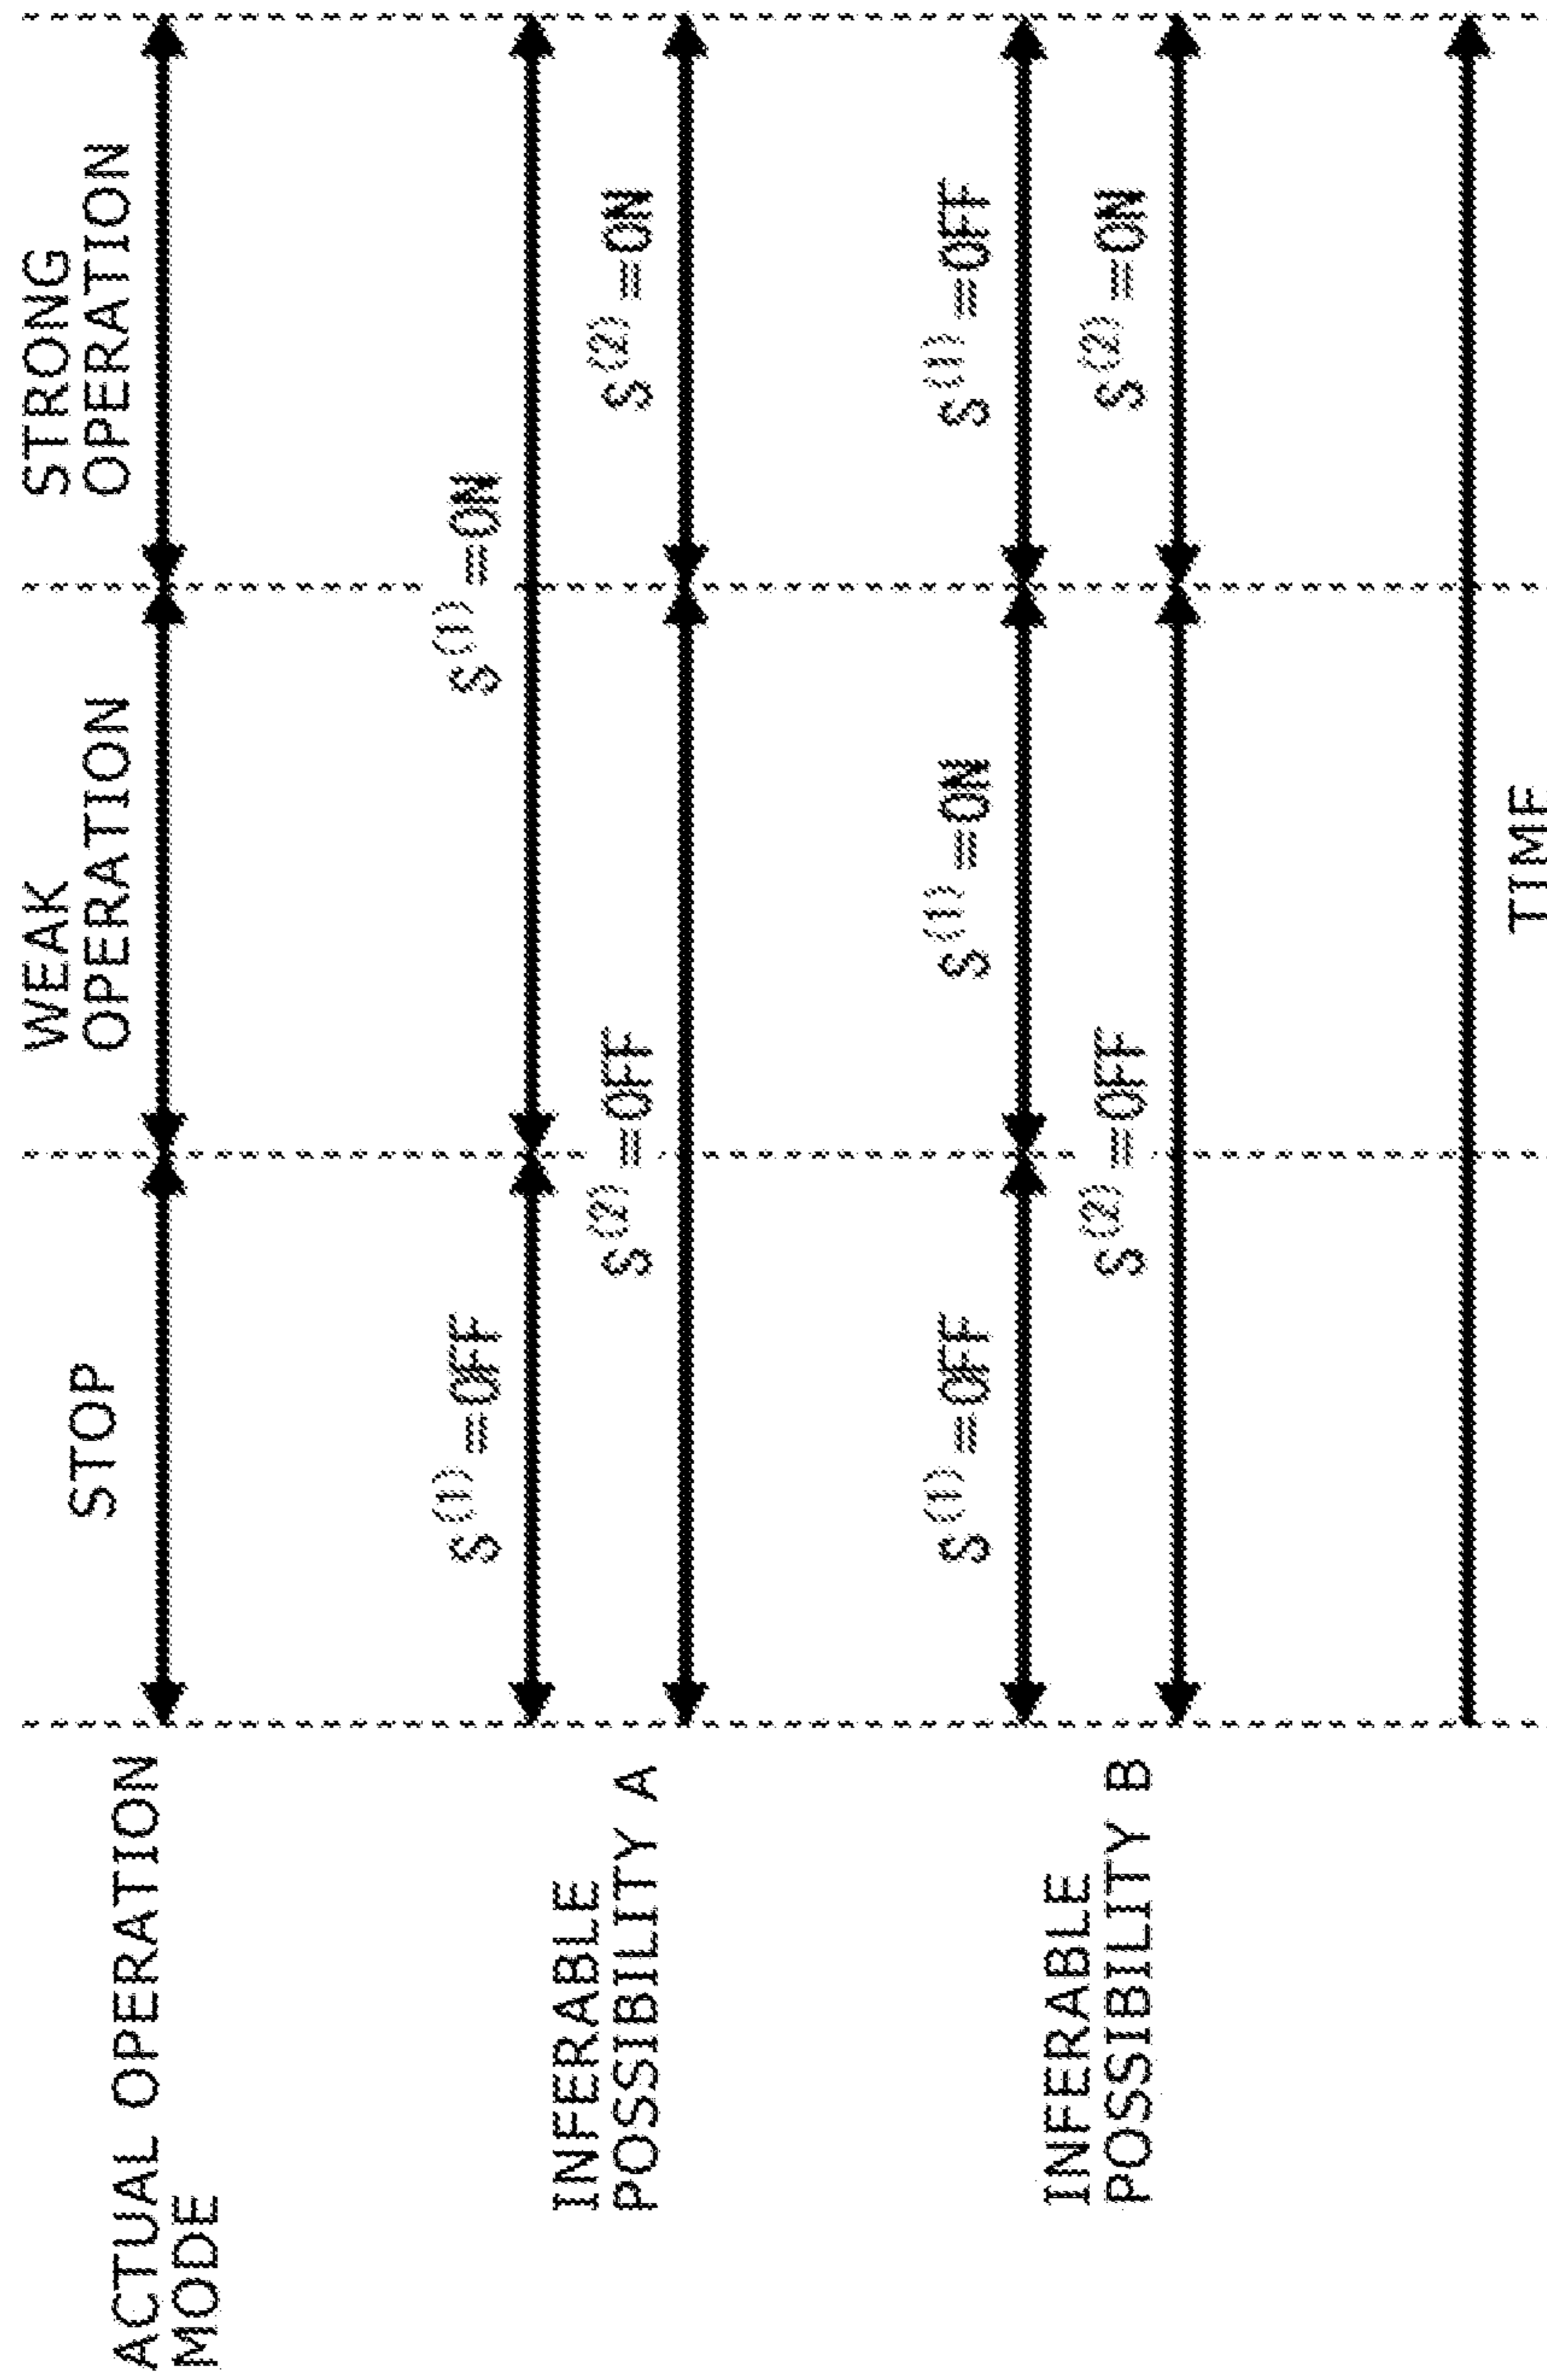 STOP
WEAK
OPERATION
STRONG
OPERATION
ACTUAL OPERATION
MODE
S(1)=OFF
S(1)=ON
INFERABLE
POSSIBILITY A
S(2)=OFF
S(2)=ON
S(1)=OFF
S(1)=ON
S(1)=OFF
INFERABLE
POSSIBILITY B
S(2)=OFF
S(2)=ON
TIME